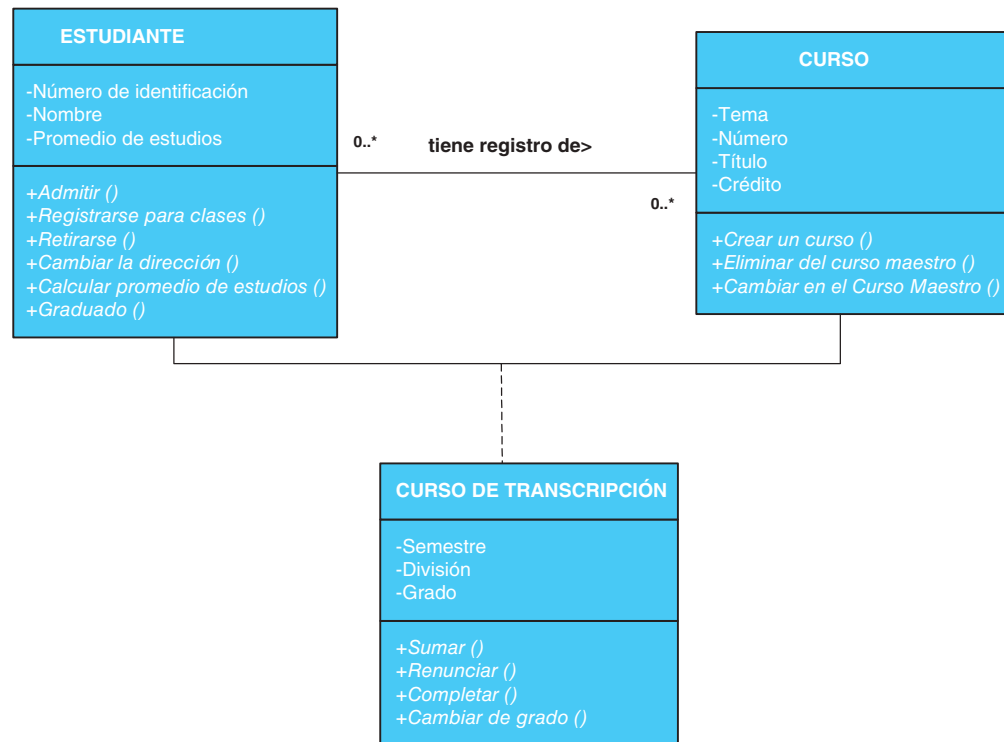 ESTUDIANTE
-Número de identificación
-Nombre
-Promedio de estudios
+Admitir ()
+Registrarse para clases ()
+Retirarse ()
+Cambiar la dirección ()
+Calcular promedio de estudios ()
+Graduado ()
0..*
tiene registro de>
0..*
CURSO
-Tema
-Número
-Título
-Crédito
+Crear un curso ()
+Eliminar del curso maestro ()
+Cambiar en el Curso Maestro ()
CURSO DE TRANSCRIPCIÓN
-Semestre
-División
-Grado
+Sumar ()
+Renunciar ()
+Completar ()
+Cambiar de grado ()